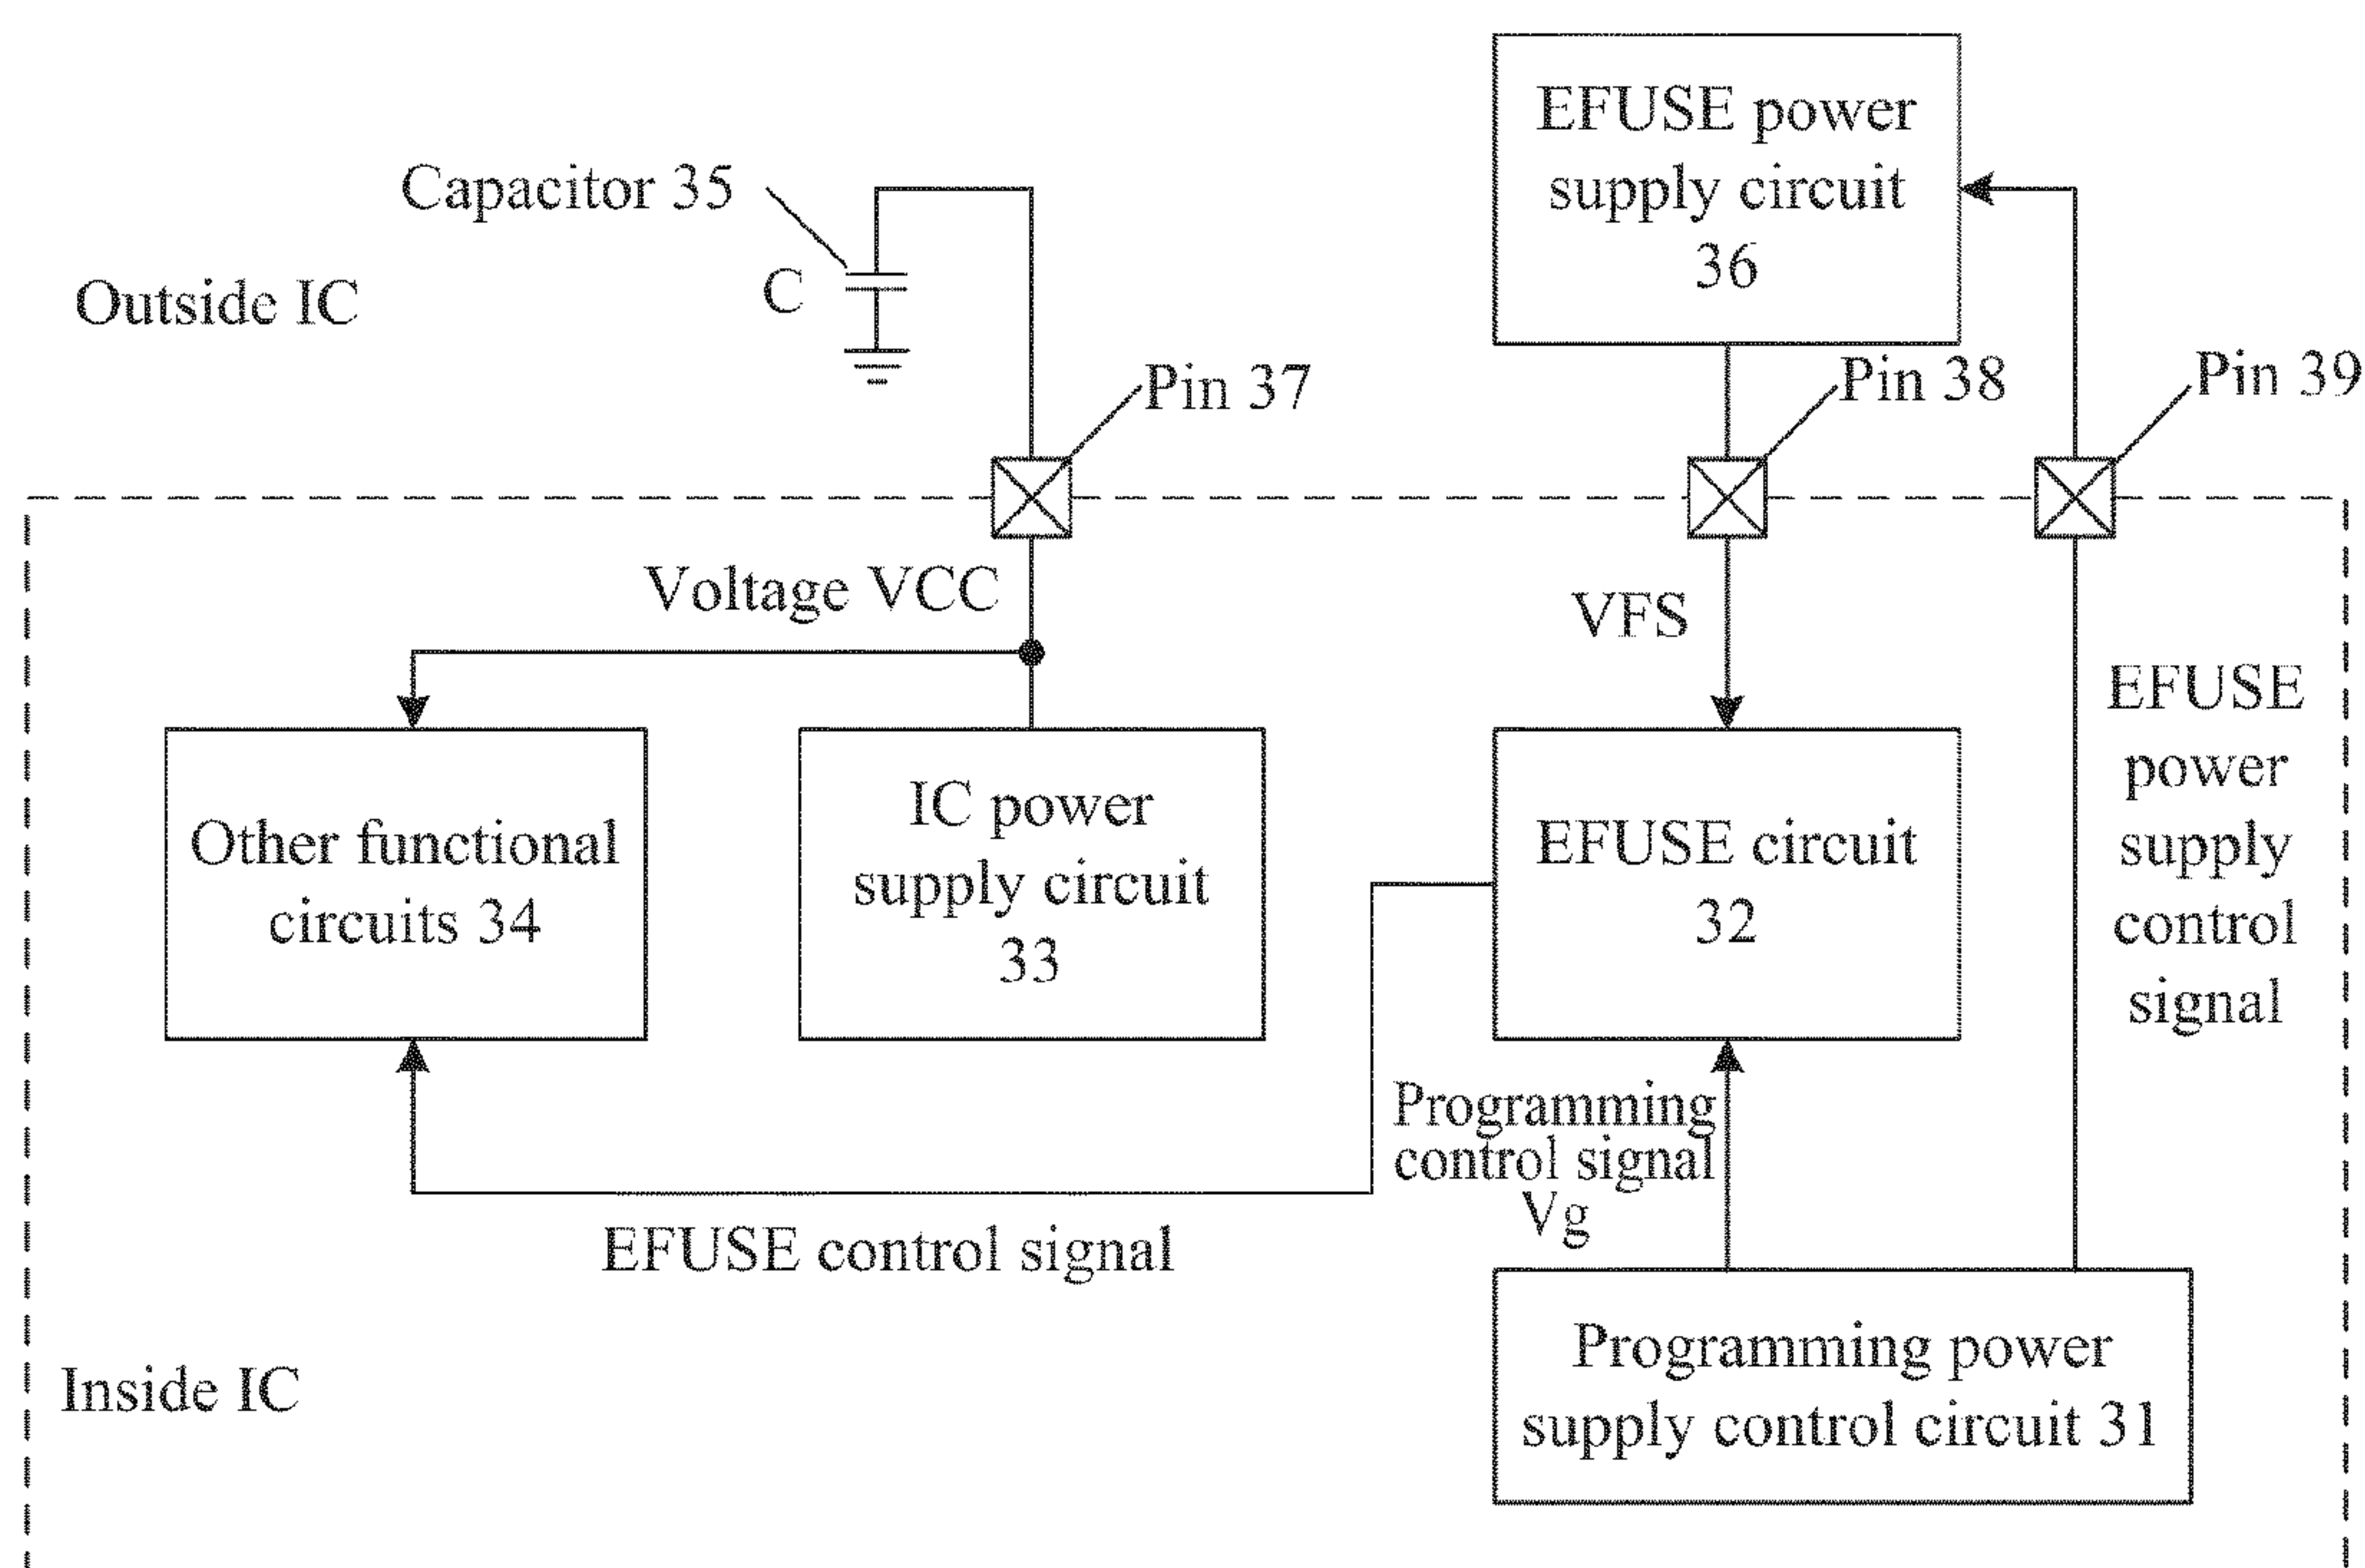 EFUSE power
supply circuit
36
Capacitor 35
C
Outside IC
Pin 37
Pin 38
Pin 39
Voltage VCC
VFS
EFUSE
power
supply
control
signal
Other functional
circuits 34
IC power
supply circuit
33
EFUSE circuit
32
Programming
control signal
Vg
EFUSE control signal
Inside IC
Programming power
supply control circuit 31